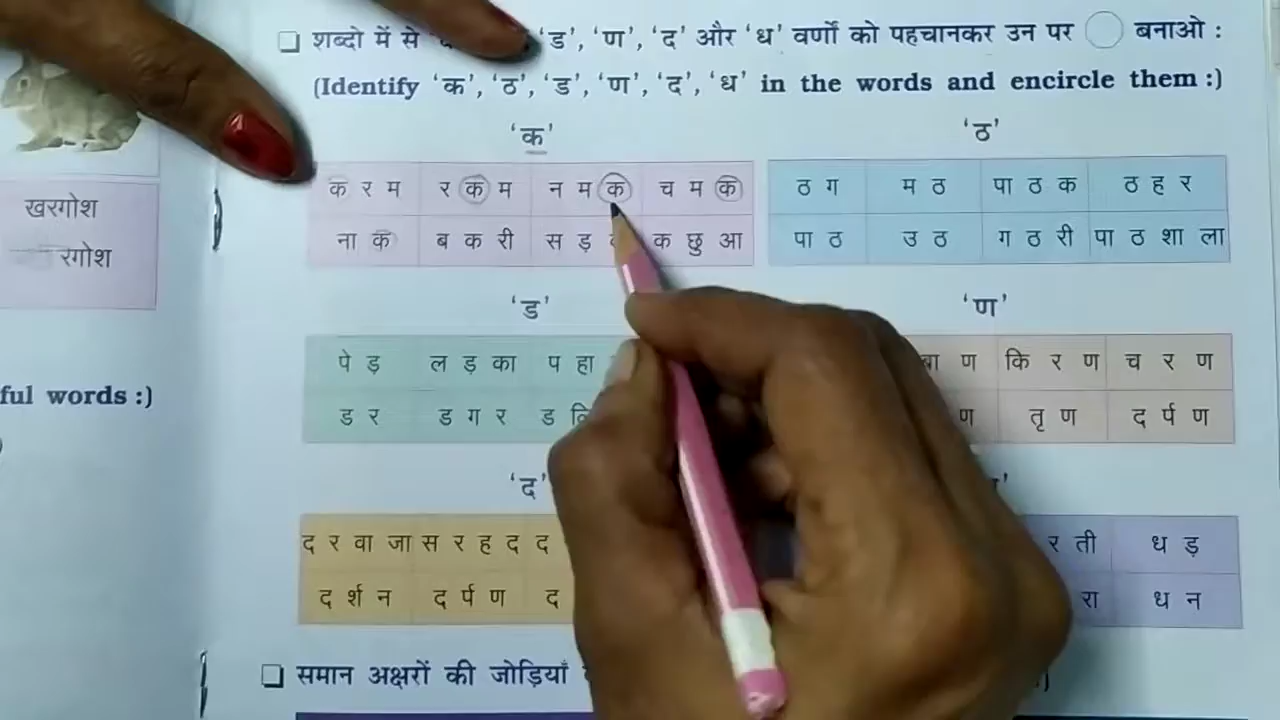 शब्दो में से 'ड', 'ण', 'द' और 'ध' वर्णों को पहचानकर उन पर बनाओ :
(Identify 'क', 'ठ', 'ड', 'ण', 'द', 'ध' in the words and encircle them :)
'क' 'ठ'
क र म र क म न म क च म क ठ ग म ठ पा ठ क ठ ह र
ना क ब क री स ड़ क छु आ पा ठ उ ठ ग ठ री पा ठ शा ला
'ड' 'ण'
पे ड़ ल ड़ का प हा बा ण कि र ण च र ण
ड र ड ग र ड कि ण तृ ण द र्प ण
'द'
द र वा जा स र ह द द र ती ध ड़
द र्श न द र्प ण द रा ध न
समान अक्षरों की जोड़ियाँ
खरगोश
रगोश
ful words :)